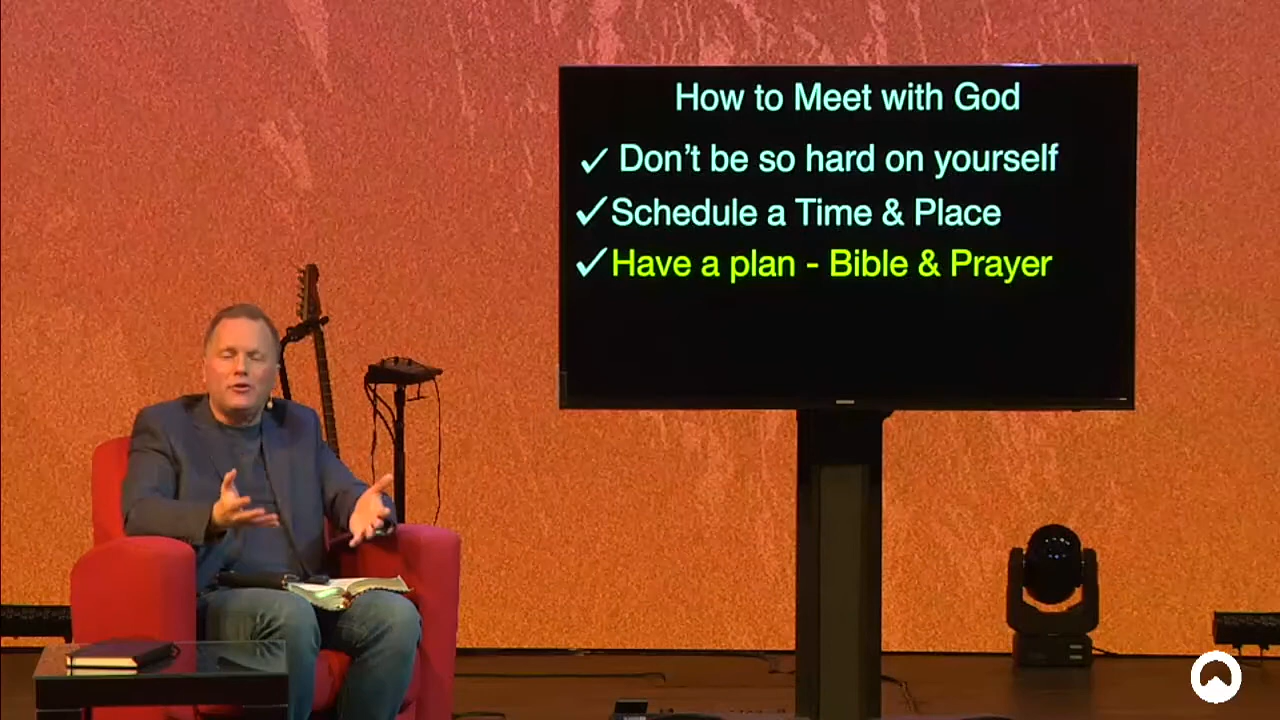 How to Meet with God
✓ Don't be so hard on yourself
✓Schedule a Time & Place
✓Have a plan - Bible & Prayer